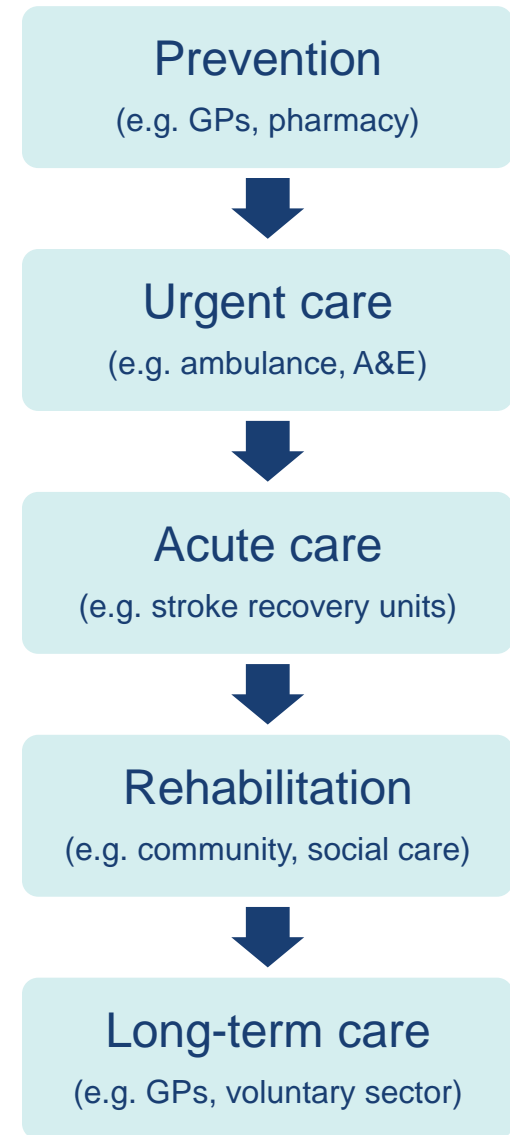 Prevention
(e.g. GPs, pharmacy)
Urgent care
(e.g. ambulance, A&E)
Acute care
(e.g. stroke recovery units)
Rehabilitation
(e.g. community, social care)
Long-term care
(e.g. GPs, voluntary sector)